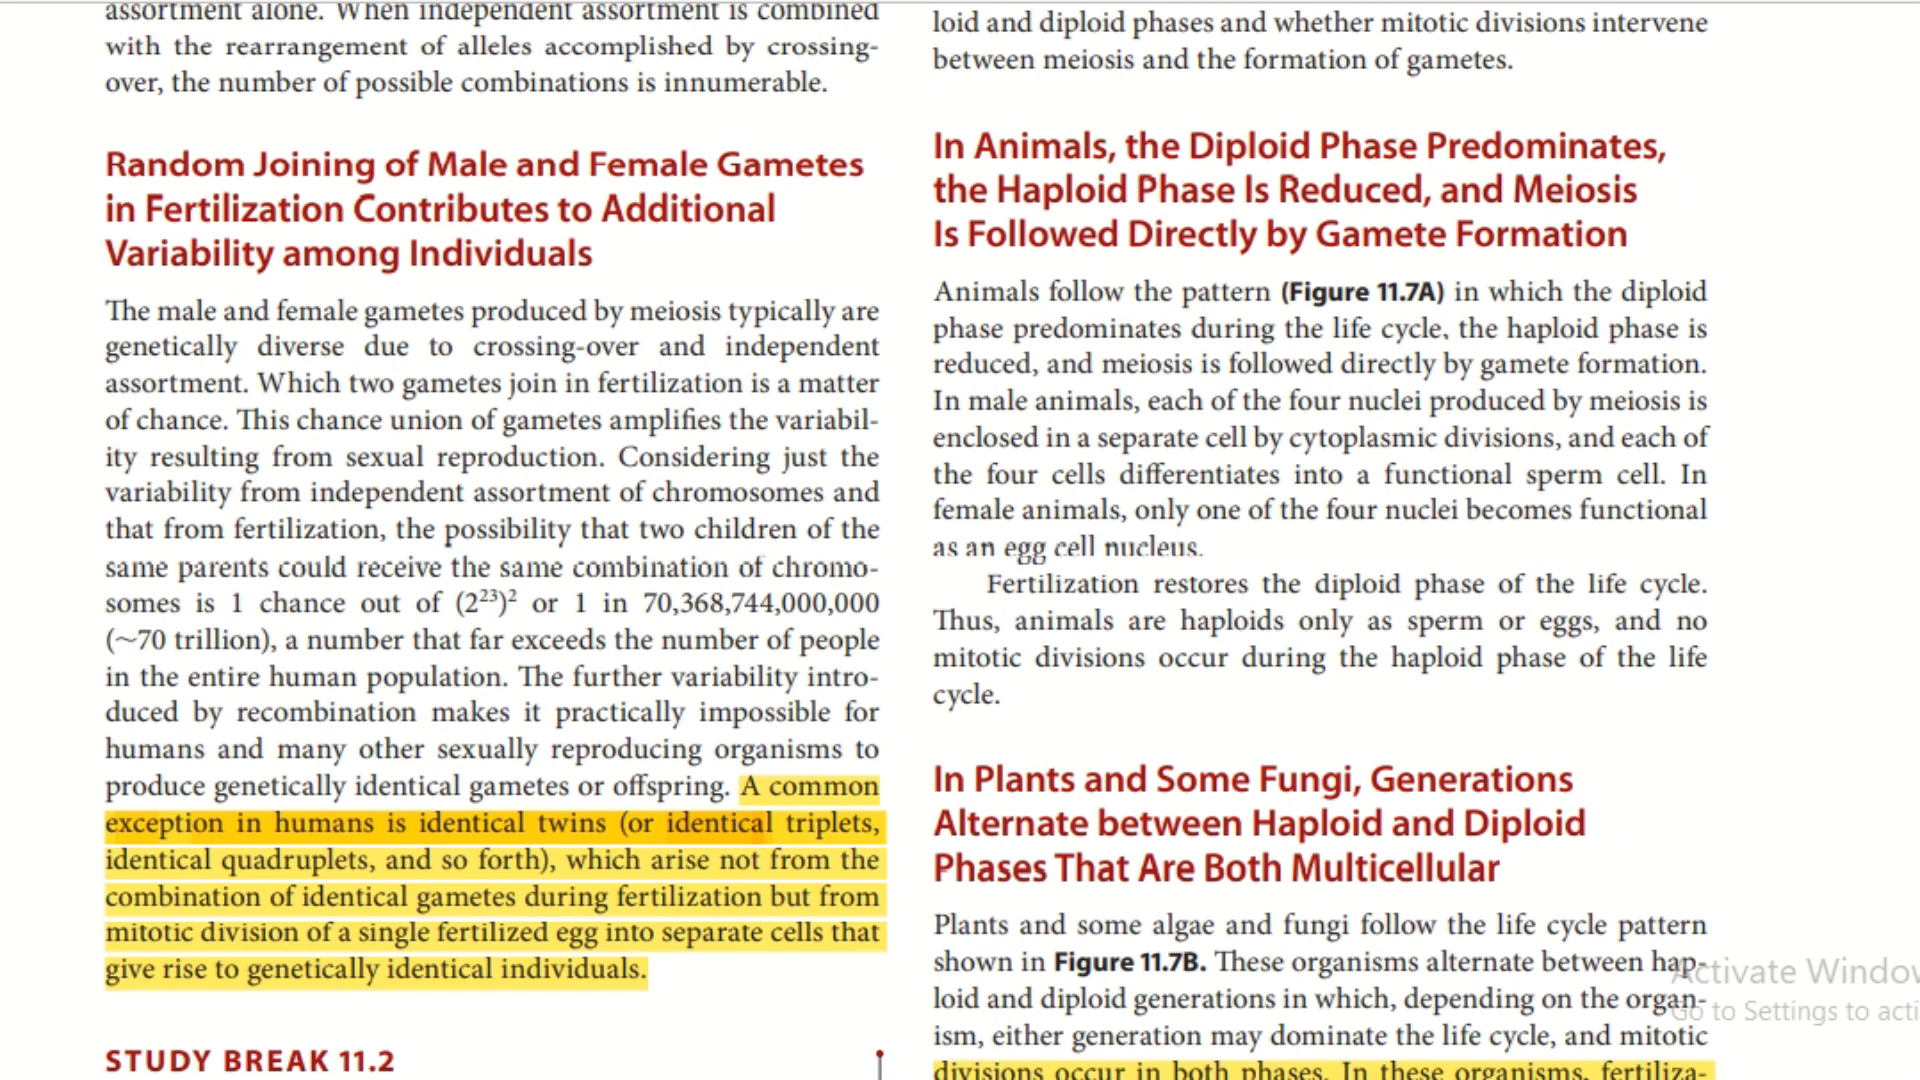 assortment alone. When independent assortment is combined
with the rearrangement of alleles accomplished by crossing-
over, the number of possible combinations is innumerable.
Random Joining of Male and Female Gametes
in Fertilization Contributes to Additional
Variability among Individuals
The male and female gametes produced by meiosis typically are
genetically diverse due to crossing-over and independent
assortment. Which two gametes join in fertilization is a matter
of chance. This chance union of gametes amplifies the variabil-
ity resulting from sexual reproduction. Considering just the
variability from independent assortment of chromosomes and
that from fertilization, the possibility that two children of the
same parents could receive the same combination of chromo-
somes is 1 chance out of (2²³)² or 1 in 70,368,744,000,000
(~70 trillion), a number that far exceeds the number of people
in the entire human population. The further variability intro-
duced by recombination makes it practically impossible for
humans and many other sexually reproducing organisms to
produce genetically identical gametes or offspring. A common
exception in humans is identical twins (or identical triplets,
identical quadruplets, and so forth), which arise not from the
combination of identical gametes during fertilization but from
mitotic division of a single fertilized egg into separate cells that
give rise to genetically identical individuals.
STUDY BREAK 11.2
loid and diploid phases and whether mitotic divisions intervene
between meiosis and the formation of gametes.
In Animals, the Diploid Phase Predominates,
the Haploid Phase Is Reduced, and Meiosis
Is Followed Directly by Gamete Formation
Animals follow the pattern (Figure 11.7A) in which the diploid
phase predominates during the life cycle, the haploid phase is
reduced, and meiosis is followed directly by gamete formation.
In male animals, each of the four nuclei produced by meiosis is
enclosed in a separate cell by cytoplasmic divisions, and each of
the four cells differentiates into a functional sperm cell. In
female animals, only one of the four nuclei becomes functional
as an egg cell nucleus.
Fertilization restores the diploid phase of the life cycle.
Thus, animals are haploids only as sperm or eggs, and no
mitotic divisions occur during the haploid phase of the life
cycle.
In Plants and Some Fungi, Generations
Alternate between Haploid and Diploid
Phases That Are Both Multicellular
Plants and some algae and fungi follow the life cycle pattern
shown in Figure 11.7B. These organisms alternate between hap-
loid and diploid generations in which, depending on the organ-
ism, either generation may dominate the life cycle, and mitotic
divisions occur in both phases. In these organisms, fertiliza-
Activate Window
Go to Settings to acti